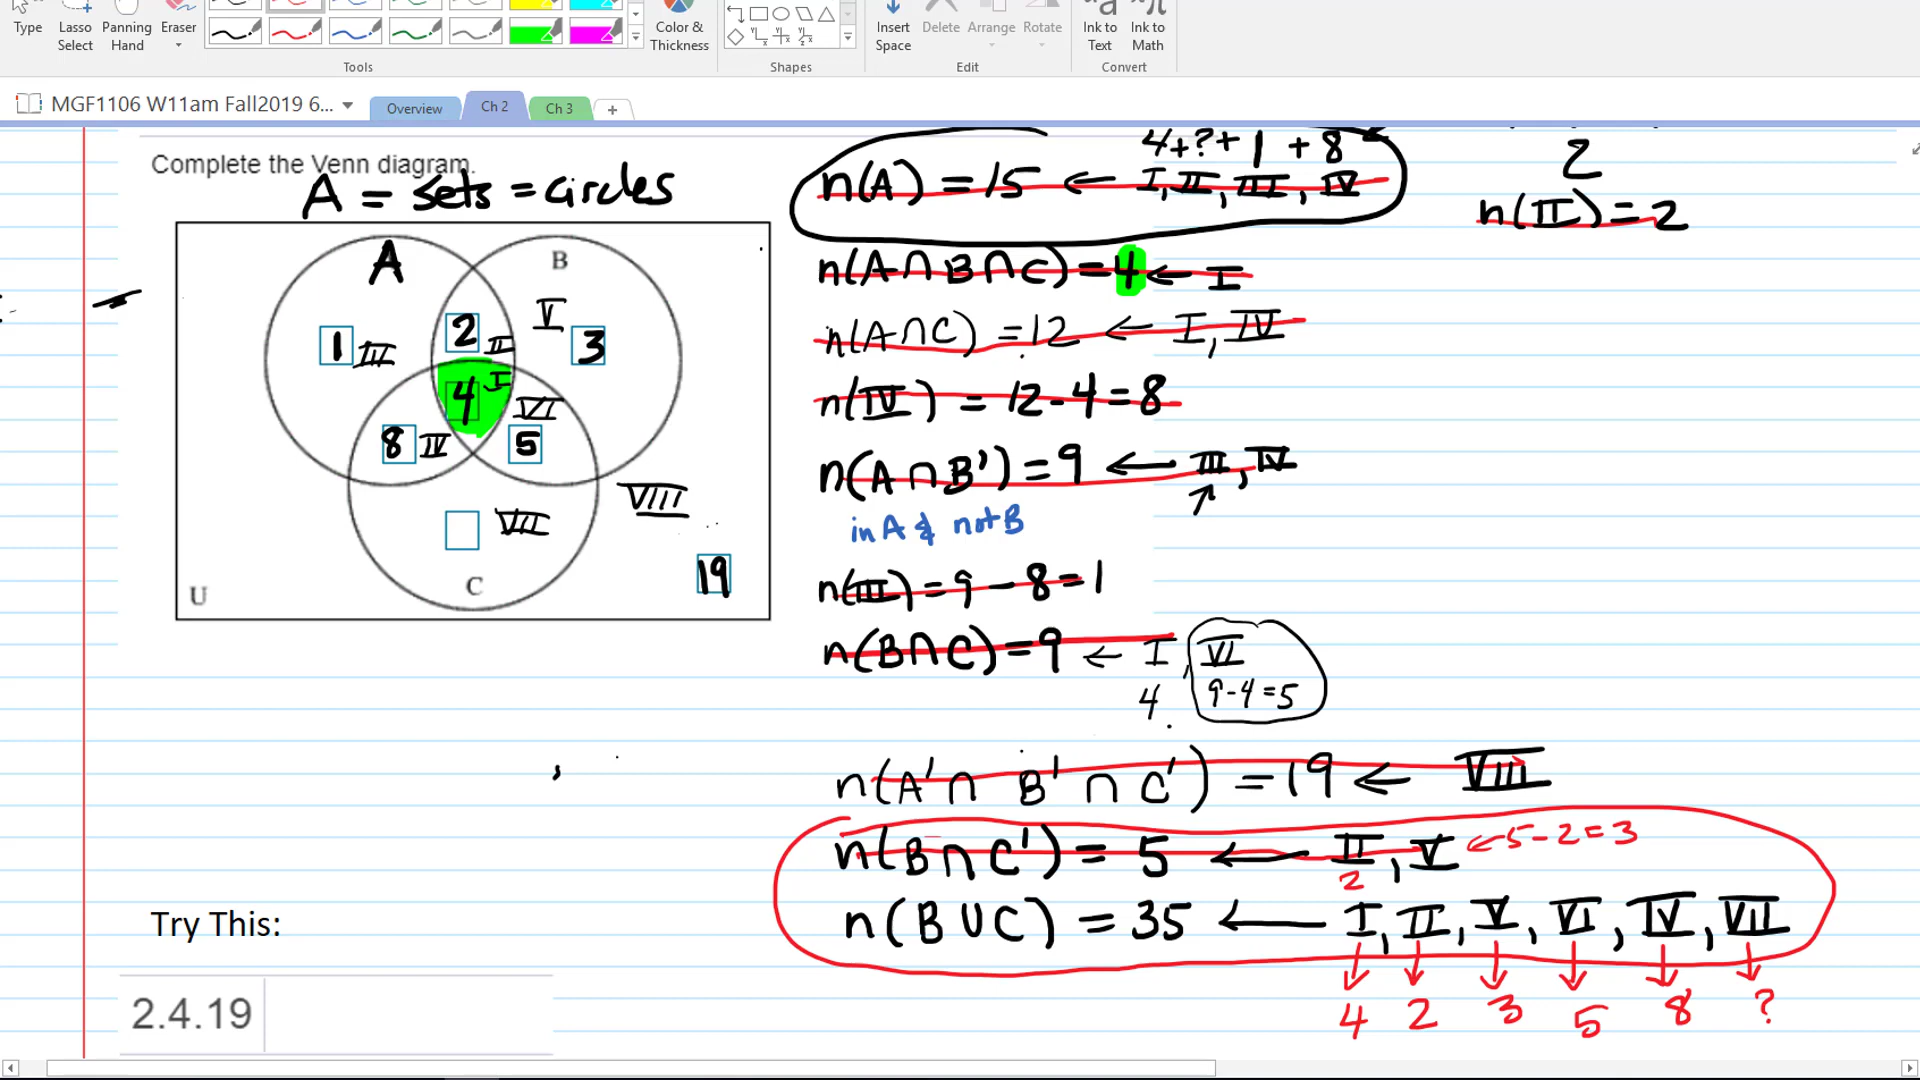 Type
Lasso Select
Panning Hand
Eraser
Color & Thickness
Insert Space
Delete
Arrange
Rotate
Ink to Text
Ink to Math
Tools
Shapes
Edit
Convert
MGF1106 W11am Fall2019 6...
Overview
Ch 2
Ch 3
+
Complete the Venn diagram.
A = sets = circles
A
B
1 III
2 II
V
3
4 I
VI
8 IV
5
VII
VIII
C
U
19
4+?+1+8
n(A) = 15 ← I, II, III, IV
2
n(II) = 2
n(A∩B∩C) = 4 ← I
n(A∩C) = 12 ← I, IV
n(IV) = 12-4=8
n(A∩B') = 9 ← III, IV
in A & not B
n(III) = 9 - 8 = 1
n(B∩C) = 9 ← I, VI
4 9-4=5
n(A'∩B'∩C') = 19 ← VIII
n(B∩C') = 5 ← II, V ← 5-2=3
2
n(B∪C) = 35 ← I, II, V, VI, IV, VII
4 2 3 5 8 ?
Try This:
2.4.19